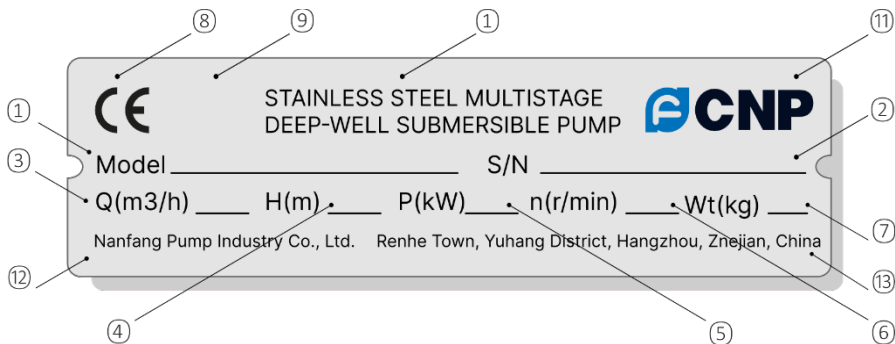 ⑧ ⑨ ① ⑪
CE
STAINLESS STEEL MULTISTAGE
DEEP-WELL SUBMERSIBLE PUMP
CNP
① ②
Model S/N
③
Q(m3/h) H(m) P(kW) n(r/min) Wt(kg)
⑦
Nanfang Pump Industry Co., Ltd. Renhe Town, Yuhang District, Hangzhou, Znejian, China
⑫ ⑬
④ ⑤ ⑥